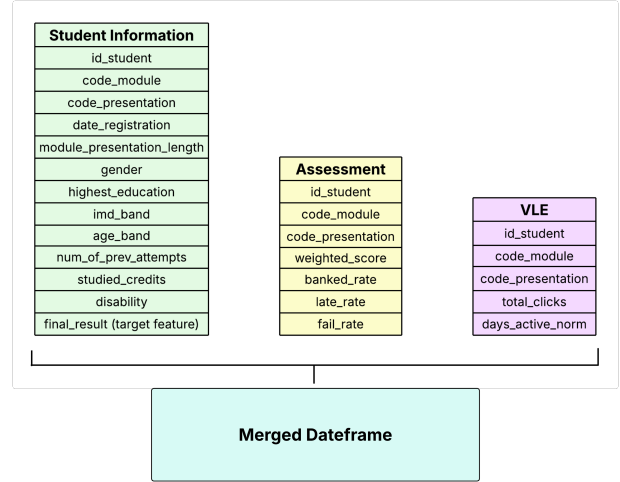 Student Information
id_student
code_module
code_presentation
date_registration
module_presentation_length
gender
highest_education
imd_band
age_band
num_of_prev_attempts
studied_credits
disability
final_result (target feature)
Assessment
id_student
code_module
code_presentation
weighted_score
banked_rate
late_rate
fail_rate
VLE
id_student
code_module
code_presentation
total_clicks
days_active_norm
Merged Dateframe